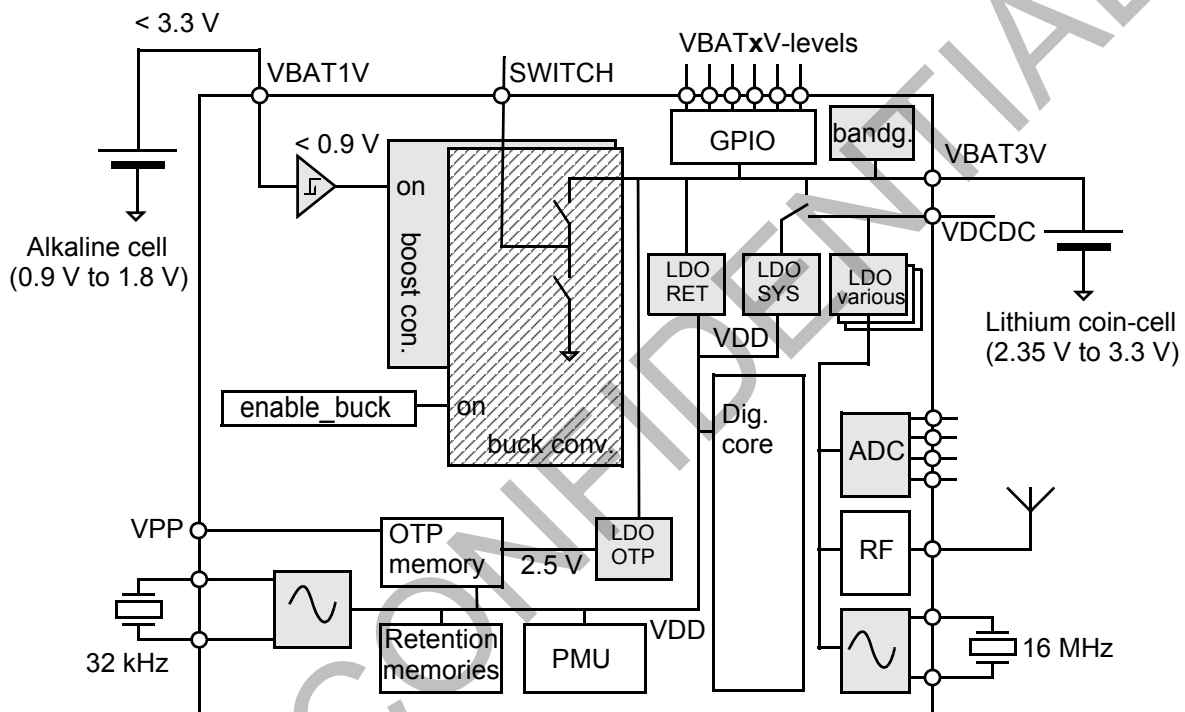 < 3.3 V
VBAT1V
SWITCH
VBATxV-levels
GPIO
bandg.
VBAT3V
< 0.9 V
on
boost con.
VDCDC
Alkaline cell
(0.9 V to 1.8 V)
LDO
RET
LDO
SYS
LDO
various
Lithium coin-cell
(2.35 V to 3.3 V)
VDD
enable_buck
on
buck conv.
Dig.
core
ADC
VPP
OTP
memory
2.5 V
LDO
OTP
RF
32 kHz
Retention
memories
PMU
VDD
16 MHz
CONFIDENTIAL